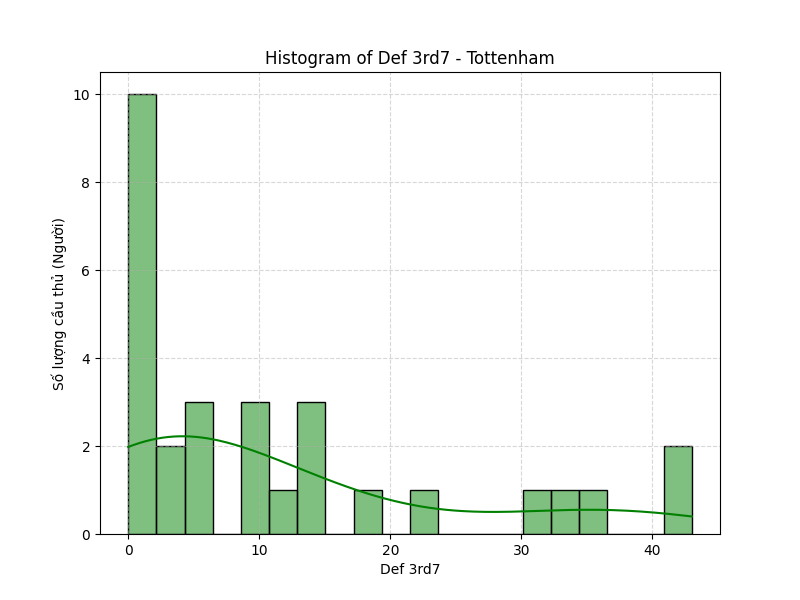 Histogram of Def 3rd7 - Tottenham
Số lượng cầu thủ (Người)
10
8
6
4
2
0
0 10 20 30 40
Def 3rd7